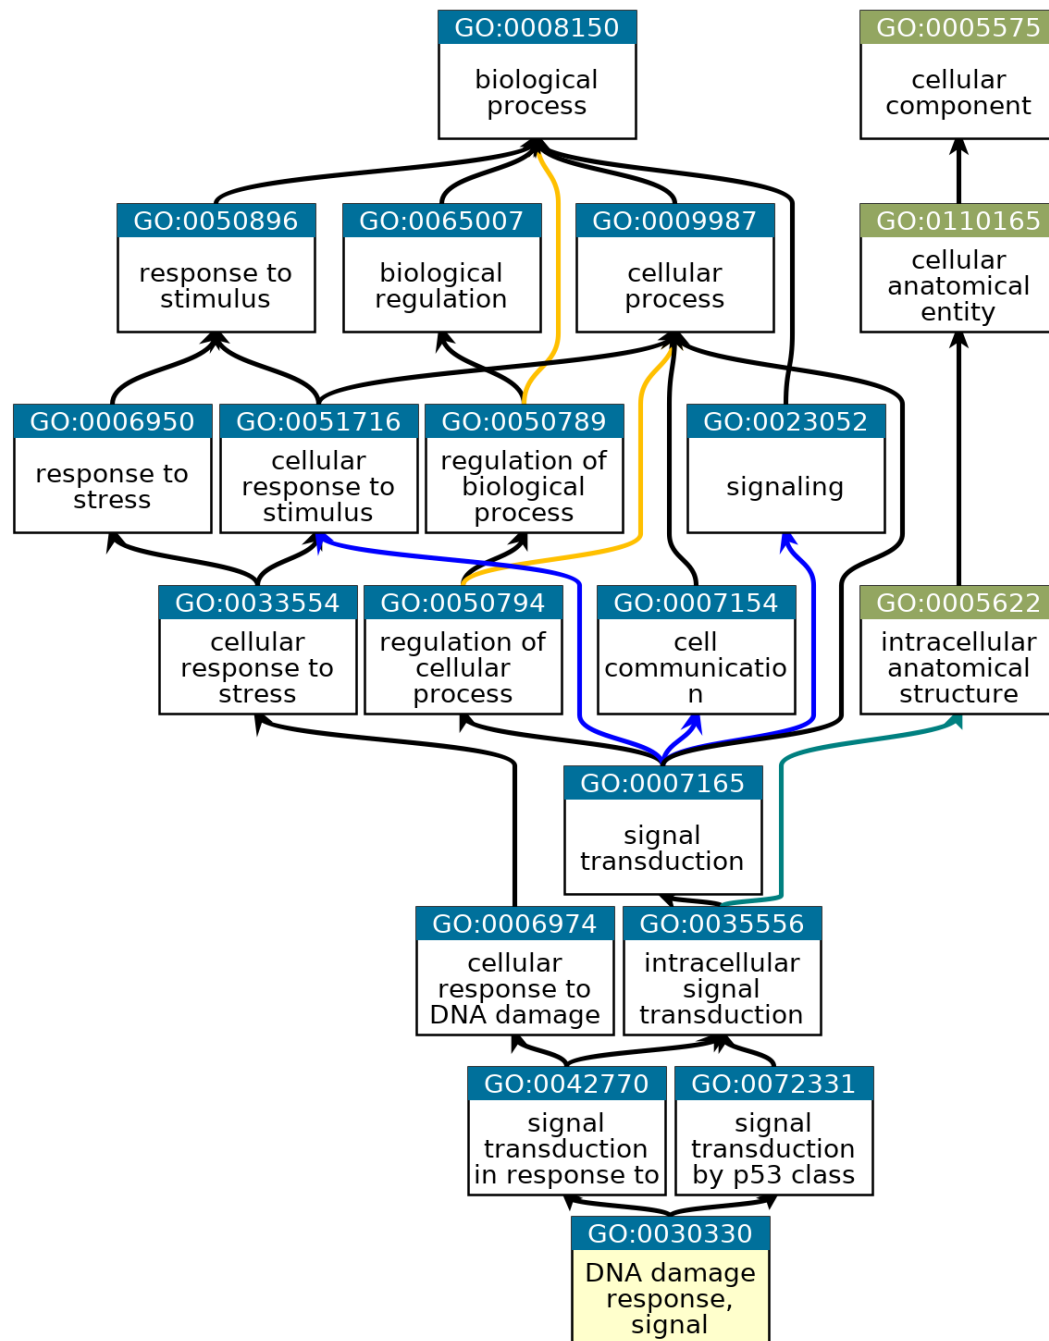 GO:0008150
biological
process
GO:0005575
cellular
component
GO:0050896
response to
stimulus
GO:0065007
biological
regulation
GO:0009987
cellular
process
GO:0110165
cellular
anatomical
entity
GO:0006950
response to
stress
GO:0051716
cellular
response to
stimulus
GO:0050789
regulation of
biological
process
GO:0023052
signaling
GO:0033554
cellular
response to
stress
GO:0050794
regulation of
cellular
process
GO:0007154
cell
communicatio
n
GO:0005622
intracellular
anatomical
structure
GO:0007165
signal
transduction
GO:0006974
cellular
response to
DNA damage
GO:0035556
intracellular
signal
transduction
GO:0042770
signal
transduction
in response to
GO:0072331
signal
transduction
by p53 class
GO:0030330
DNA damage
response,
signal